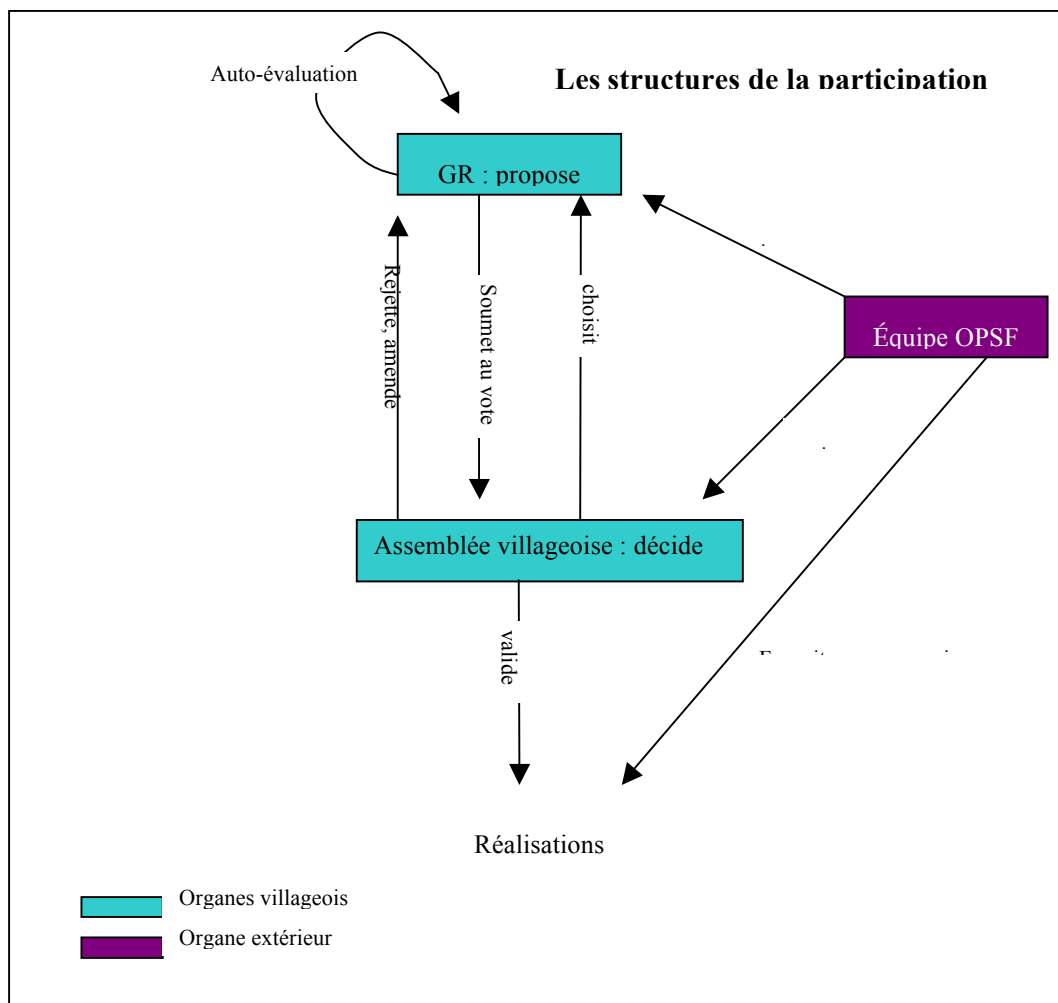 Auto-évaluation
Les structures de la participation
GR : propose
Rejette, amende
Soumet au vote
choisit
Équipe OPSF
Assemblée villageoise : décide
valide
Réalisations
Organes villageois
Organe extérieur